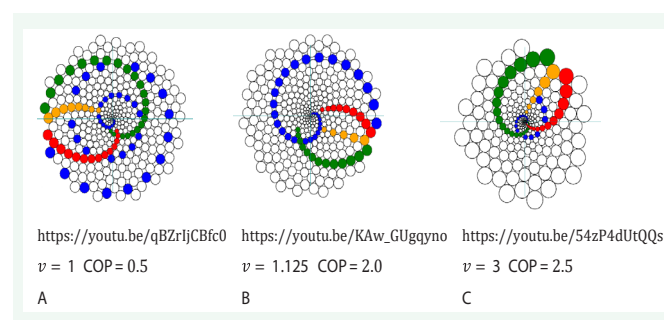 https://youtu.be/qBZrIjCBfc0 https://youtu.be/KAw_GUgqyno https://youtu.be/54zP4dUtQQs
v = 1 COP = 0.5 v = 1.125 COP = 2.0 v = 3 COP = 2.5
A B C